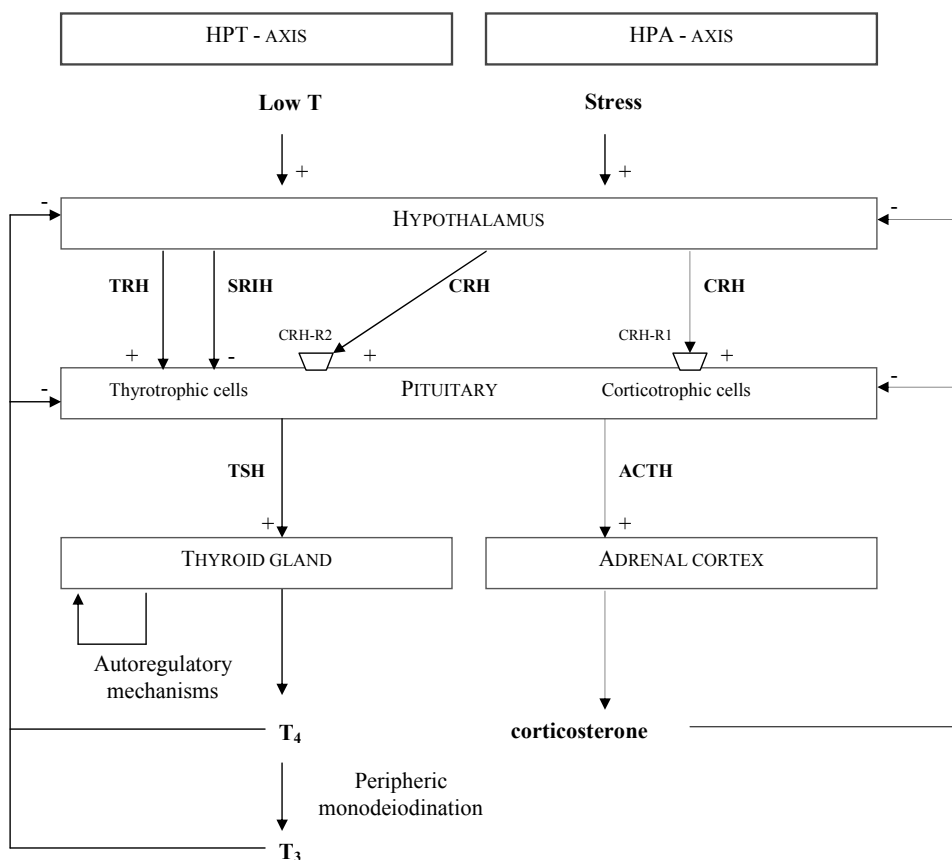 HPT - AXIS
HPA - AXIS
Low T
Stress
+
+
-
-
HYPOTHALAMUS
TRH
SRIH
CRH
CRH
CRH-R2
CRH-R1
+
-
+
+
-
-
Thyrotrophic cells
PITUITARY
Corticotrophic cells
TSH
ACTH
+
+
THYROID GLAND
ADRENAL CORTEX
Autoregulatory
mechanisms
T₄
corticosterone
Peripheric
monodeiodination
T₃